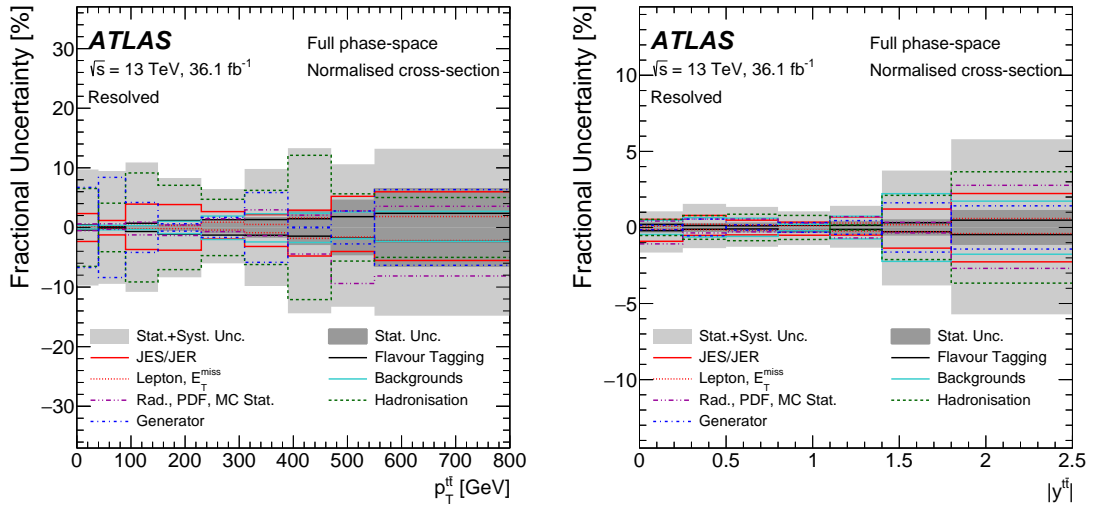 Fractional Uncertainty [%]
ATLAS
Full phase-space
√s = 13 TeV, 36.1 fb⁻¹
Normalised cross-section
Resolved
30
20
10
0
−10
−20
−30
Stat.+Syst. Unc.
Stat. Unc.
JES/JER
Flavour Tagging
Lepton, E_T^miss
Backgrounds
Rad., PDF, MC Stat.
Hadronisation
Generator
0 100 200 300 400 500 600 700 800
p_T^tt̄ [GeV]
Fractional Uncertainty [%]
ATLAS
Full phase-space
√s = 13 TeV, 36.1 fb⁻¹
Normalised cross-section
Resolved
10
5
0
−5
−10
Stat.+Syst. Unc.
Stat. Unc.
JES/JER
Flavour Tagging
Lepton, E_T^miss
Backgrounds
Rad., PDF, MC Stat.
Hadronisation
Generator
0 0.5 1 1.5 2 2.5
|y^tt̄|